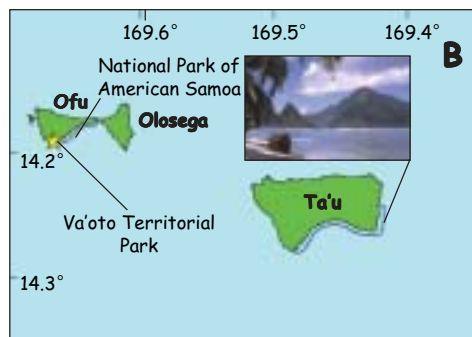 169.6°
169.5°
169.4°
B
National Park of
American Samoa
Ofu
Olosega
14.2°
Va'oto Territorial
Park
Ta'u
14.3°